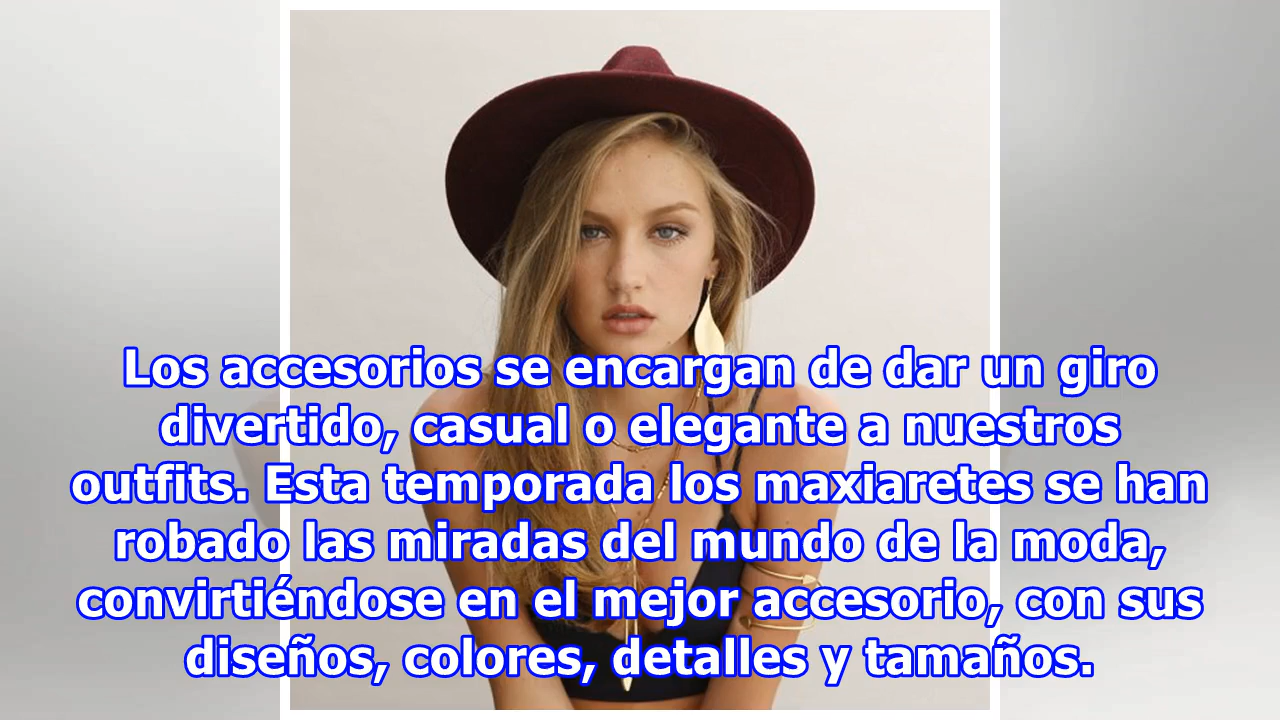 Los accesorios se encargan de dar un giro
divertido, casual o elegante a nuestros
outfits. Esta temporada los maxiaretes se han
robado las miradas del mundo de la moda,
convirtiéndose en el mejor accesorio, con sus
diseños, colores, detalles y tamaños.